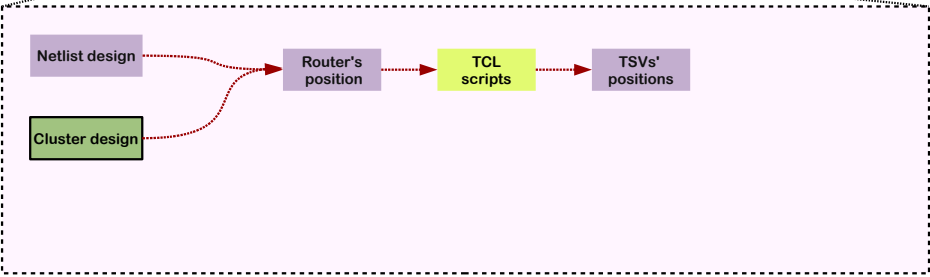 Netlist design
Router's
position
TCL
scripts
TSVs'
positions
Cluster design